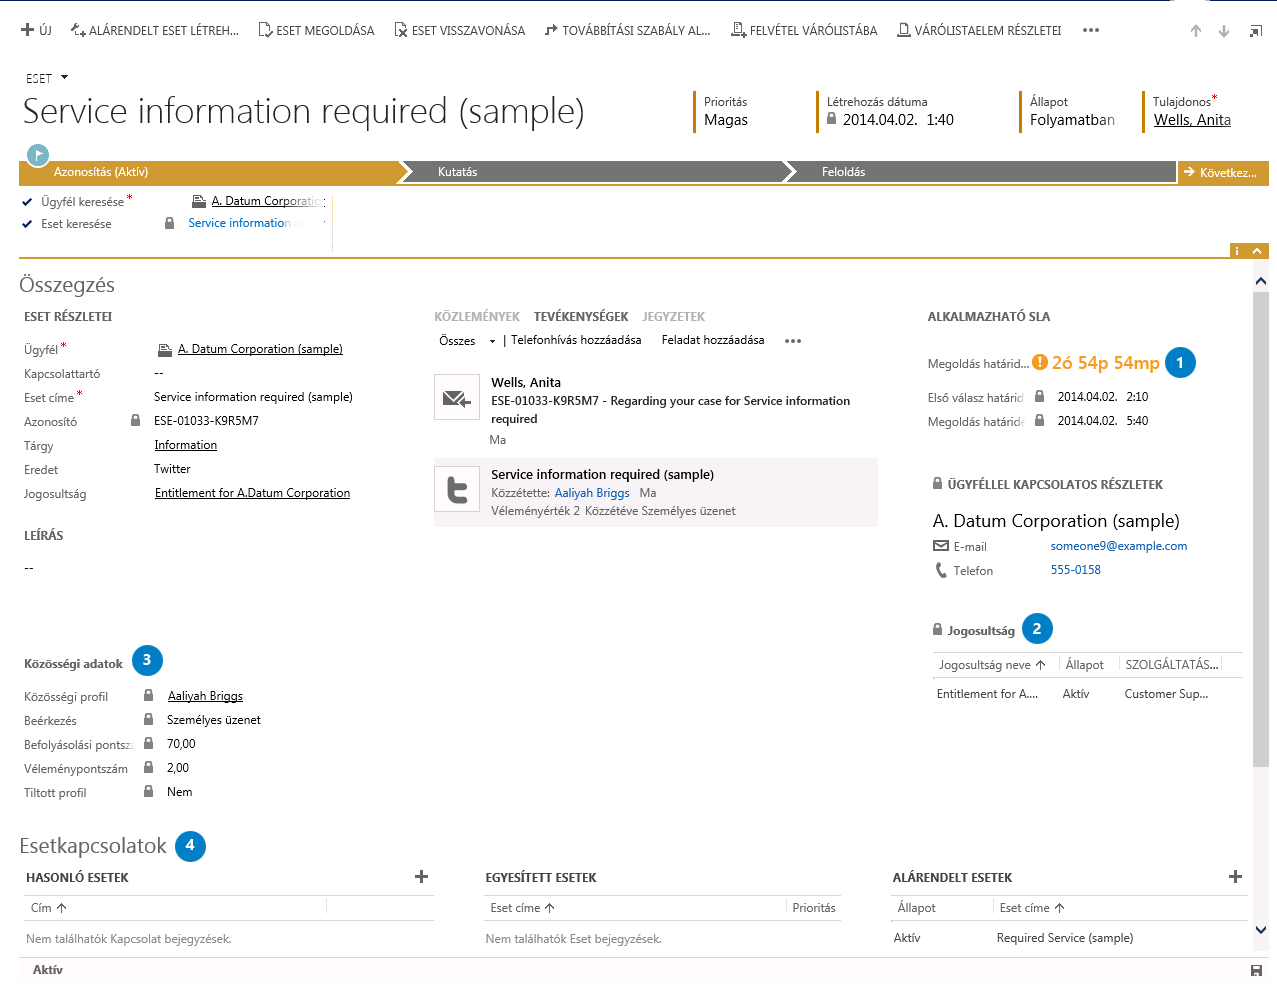 ÚJ ALÁRENDELT ESET LÉTREH... ESET MEGOLDÁSA ESET VISSZAVONÁSA TOVÁBBÍTÁSI SZABÁLY AL... FELVÉTEL VÁRÓLISTÁBA VÁRÓLISTAELEM RÉSZLETEI •••
ESET
Service information required (sample)
Prioritás Létrehozás dátuma Állapot Tulajdonos*
Magas 2014.04.02. 1:40 Folyamatban Wells, Anita
Azonosítás (Aktív) Kutatás Feloldás Következ...
Ügyfél keresése* A. Datum Corporatio
Eset keresése Service information
Összegzés
ESET RÉSZLETEI
Ügyfél* A. Datum Corporation (sample)
Kapcsolattartó --
Eset címe* Service information required (sample)
Azonosító ESE-01033-K9R5M7
Tárgy Information
Eredet Twitter
Jogosultság Entitlement for A.Datum Corporation
LEÍRÁS
--
Közösségi adatok 3
Közösségi profil Aaliyah Briggs
Beérkezés Személyes üzenet
Befolyásolási pontszá 70,00
Véleménypontszám 2,00
Tiltott profil Nem
KÖZLEMÉNYEK TEVÉKENYSÉGEK JEGYZETEK
Összes | Telefonhívás hozzáadása Feladat hozzáadása •••
Wells, Anita
ESE-01033-K9R5M7 - Regarding your case for Service information
required
Ma
Service information required (sample)
Közzétette: Aaliyah Briggs Ma
Véleményérték 2 Közzétéve Személyes üzenet
ALKALMAZHATÓ SLA
Megoldás határid... 2ó 54p 54mp 1
Első válasz határid 2014.04.02. 2:10
Megoldás határide 2014.04.02. 5:40
ÜGYFÉLLEL KAPCSOLATOS RÉSZLETEK
A. Datum Corporation (sample)
E-mail someone9@example.com
Telefon 555-0158
Jogosultság 2
Jogosultság neve Állapot SZOLGÁLTATÁS...
Entitlement for A.... Aktív Customer Sup...
Esetkapcsolatok 4
HASONLÓ ESETEK
Cím
Nem találhatók Kapcsolat bejegyzések.
EGYESÍTETT ESETEK
Eset címe Prioritás
Nem találhatók Eset bejegyzések.
ALÁRENDELT ESETEK
Állapot Eset címe
Aktív Required Service (sample)
Aktív